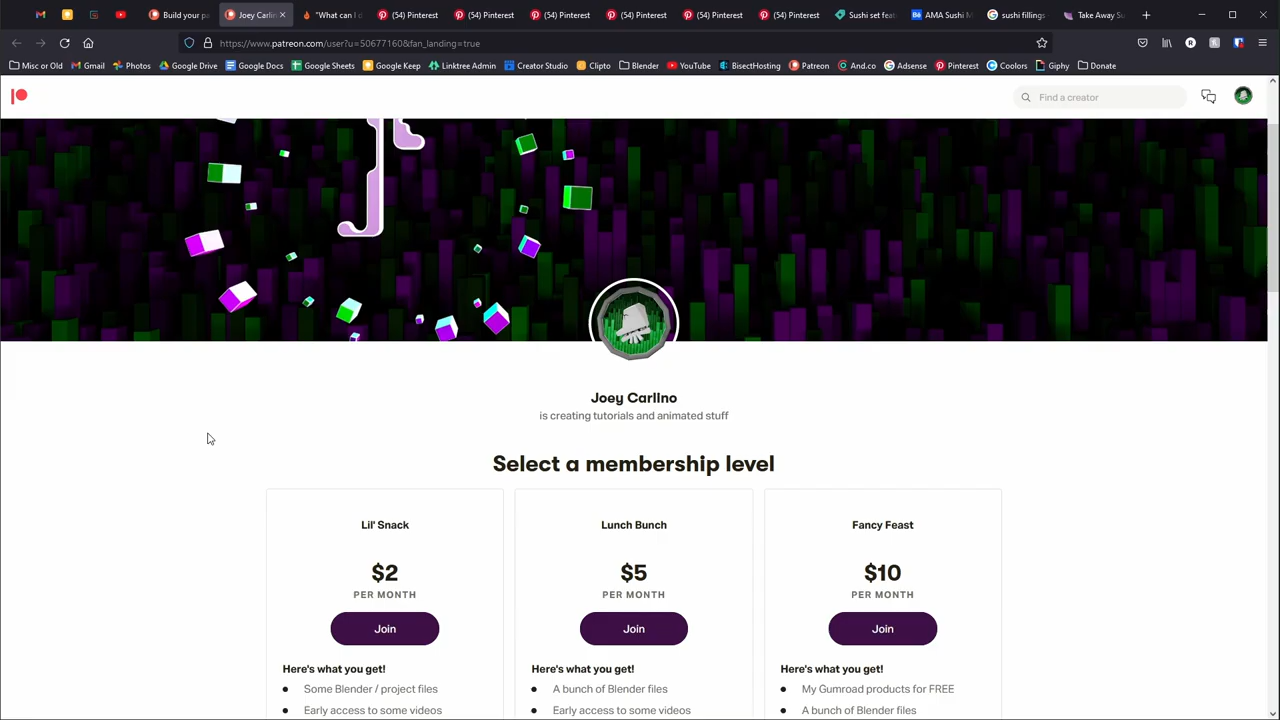 Build your pa
Joey Carlin
"What can I d
(54) Pinterest
(54) Pinterest
(54) Pinterest
(54) Pinterest
(54) Pinterest
(54) Pinterest
Sushi set feat
AMA Sushi M
sushi fillings
Take Away Su
https://www.patreon.com/user?u=50677160&fan_landing=true
Misc or Old
Gmail
Photos
Google Drive
Google Docs
Google Sheets
Google Keep
Linktree Admin
Creator Studio
Clipto
Blender
YouTube
BisectHosting
Patreon
And.co
Adsense
Pinterest
Coolors
Giphy
Donate
Find a creator
Joey Carlino
is creating tutorials and animated stuff
Select a membership level
Lil' Snack
$2
PER MONTH
Join
Here's what you get!
Some Blender / project files
Early access to some videos
Lunch Bunch
$5
PER MONTH
Join
Here's what you get!
A bunch of Blender files
Early access to some videos
Fancy Feast
$10
PER MONTH
Join
Here's what you get!
My Gumroad products for FREE
A bunch of Blender files